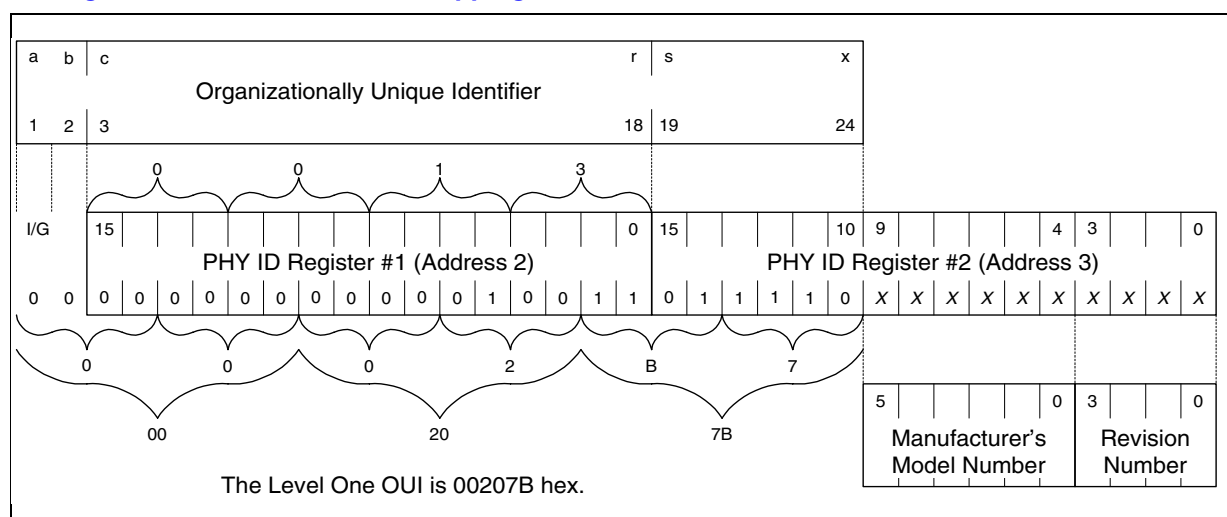 a b c r s x
Organizationally Unique Identifier
1 2 3 18 19 24
0 0 1 3
I/G 15 0 15 10 9 4 3 0
PHY ID Register #1 (Address 2) PHY ID Register #2 (Address 3)
0 0 0 0 0 0 0 0 0 0 0 0 0 1 0 0 1 1 0 1 1 1 1 0 X X X X X X X X X X
0 0 0 2 B 7
5 0 3 0
00 20 7B
Manufacturer's Revision
Model Number Number
The Level One OUI is 00207B hex.